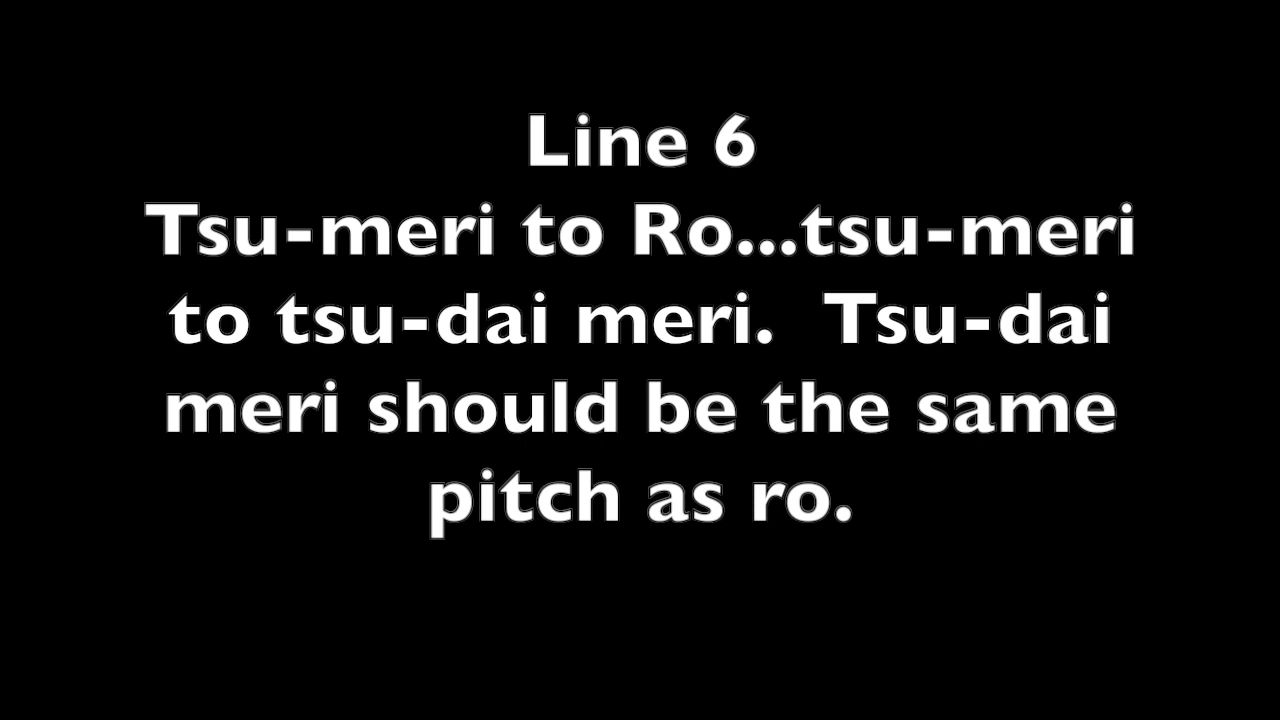 Line 6
Tsu-meri to Ro...tsu-meri
to tsu-dai meri.  Tsu-dai
meri should be the same
pitch as ro.